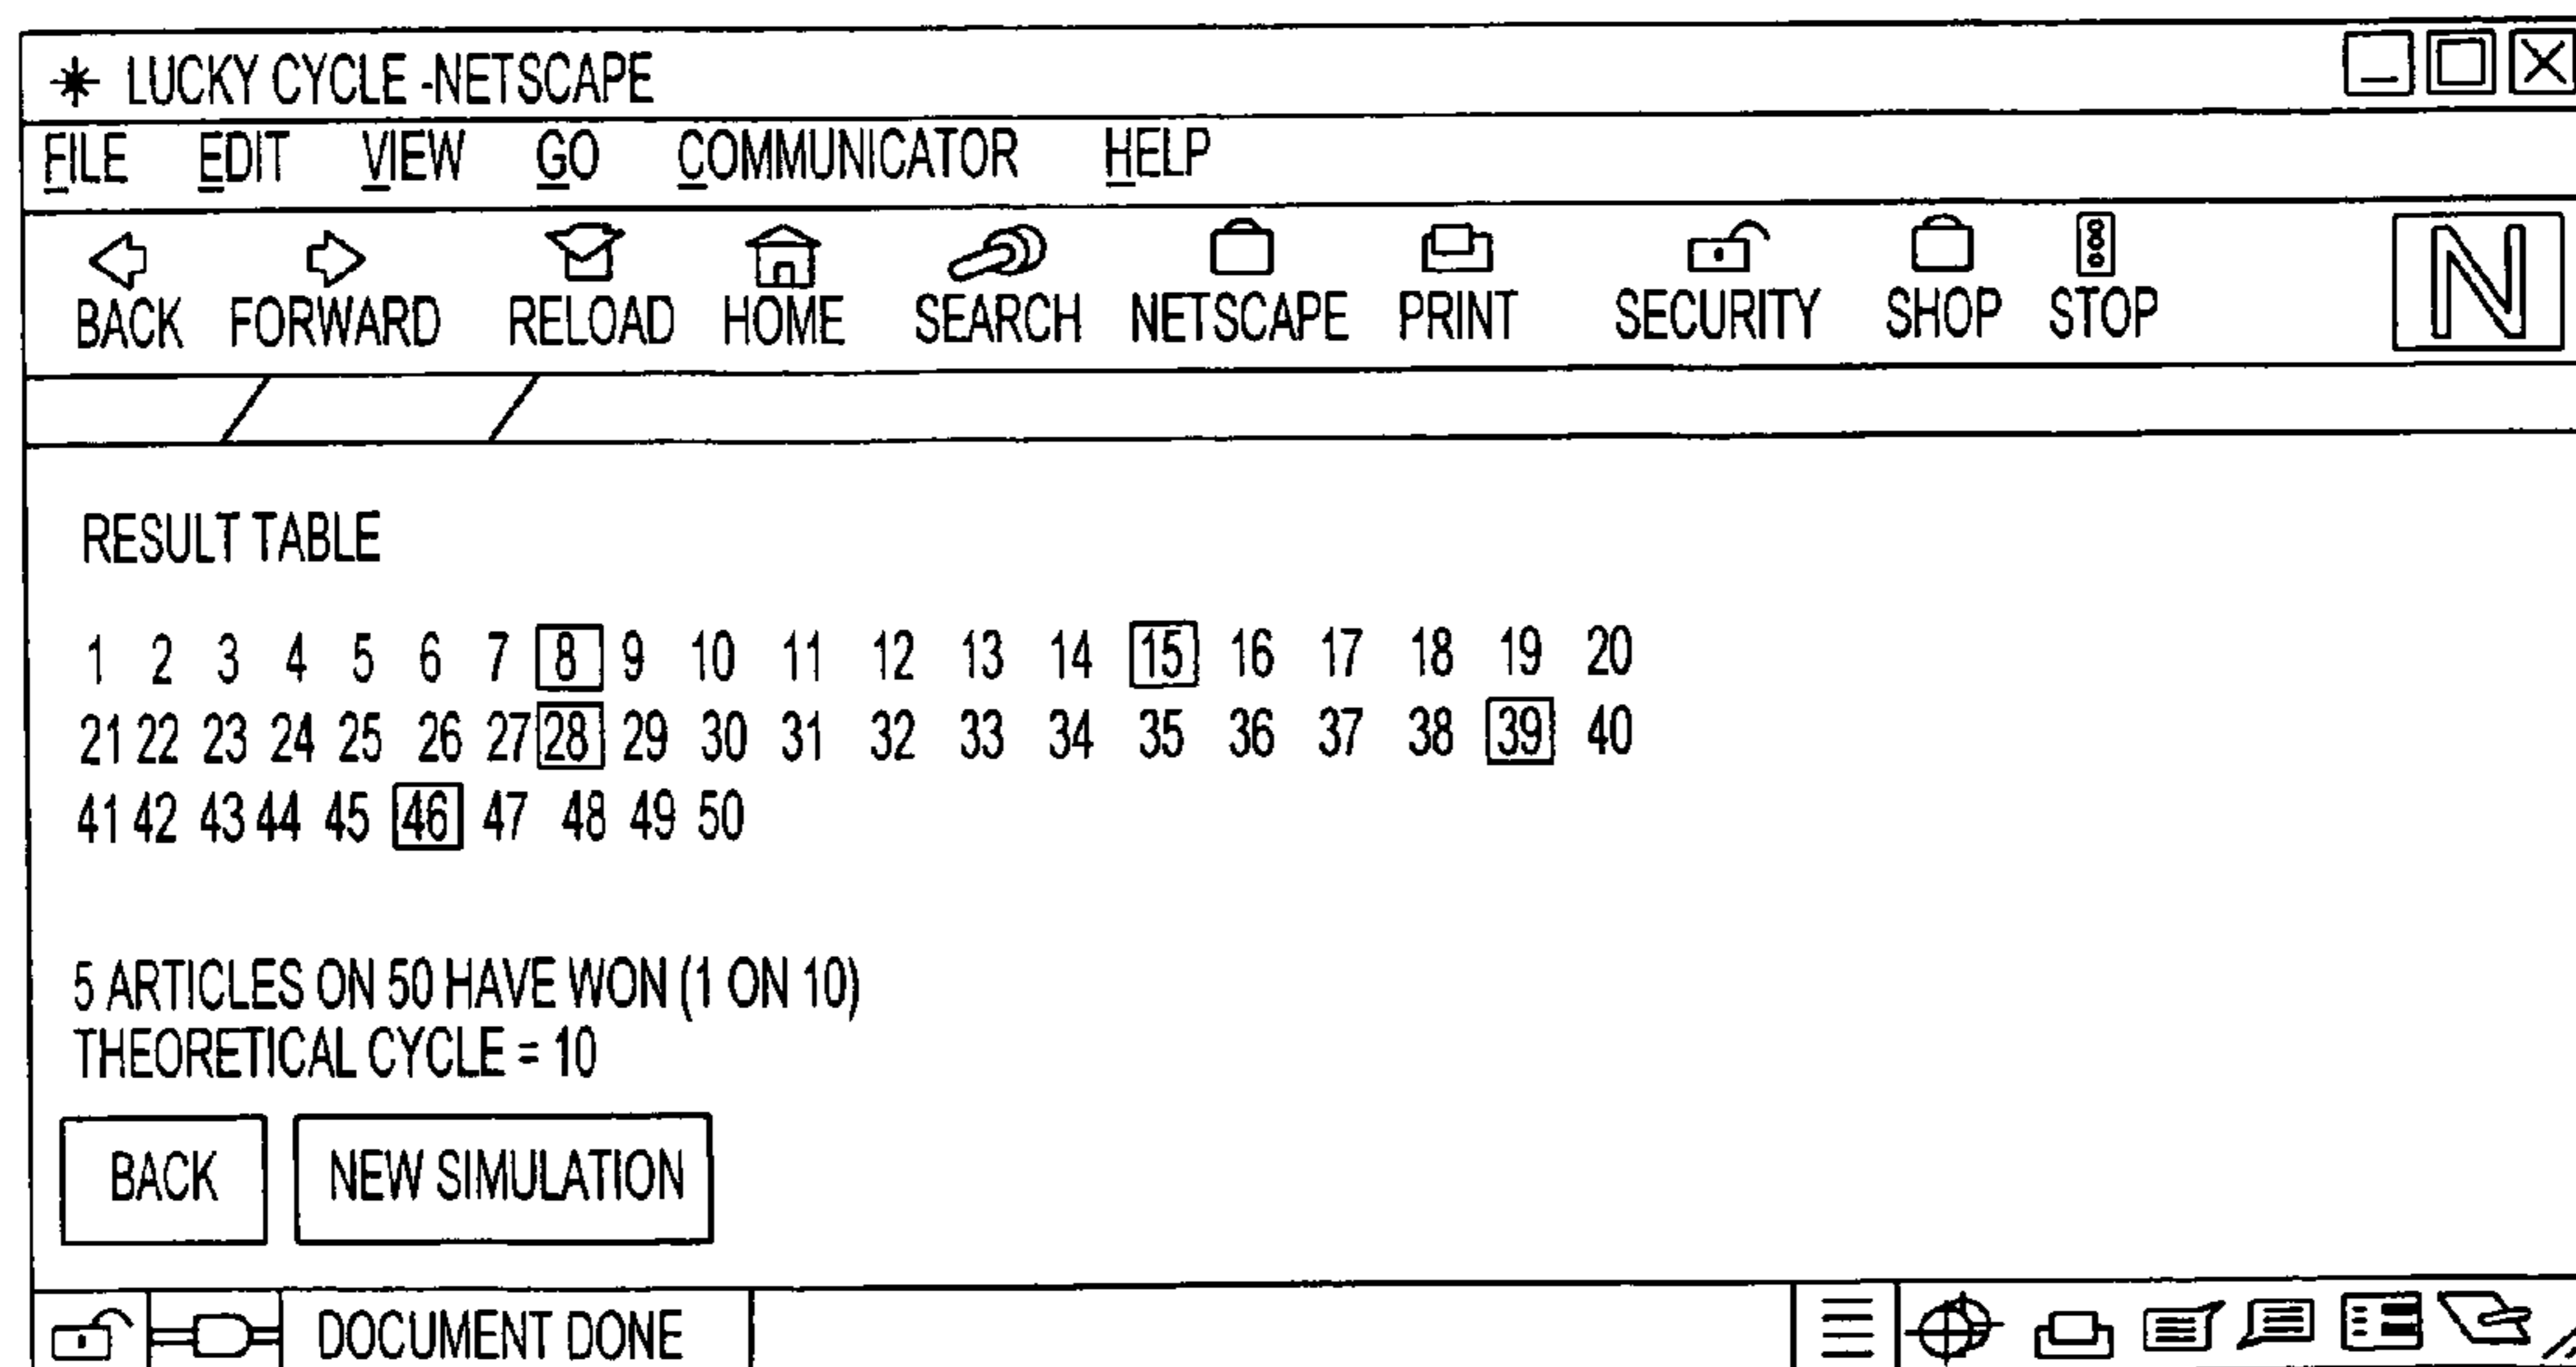 LUCKY CYCLE -NETSCAPE
FILE EDIT VIEW GO COMMUNICATOR HELP
BACK FORWARD RELOAD HOME SEARCH NETSCAPE PRINT SECURITY SHOP STOP N
RESULT TABLE
1 2 3 4 5 6 7 8 9 10 11 12 13 14 15 16 17 18 19 20
21 22 23 24 25 26 27 28 29 30 31 32 33 34 35 36 37 38 39 40
41 42 43 44 45 46 47 48 49 50
5 ARTICLES ON 50 HAVE WON (1 ON 10)
THEORETICAL CYCLE = 10
BACK NEW SIMULATION
DOCUMENT DONE